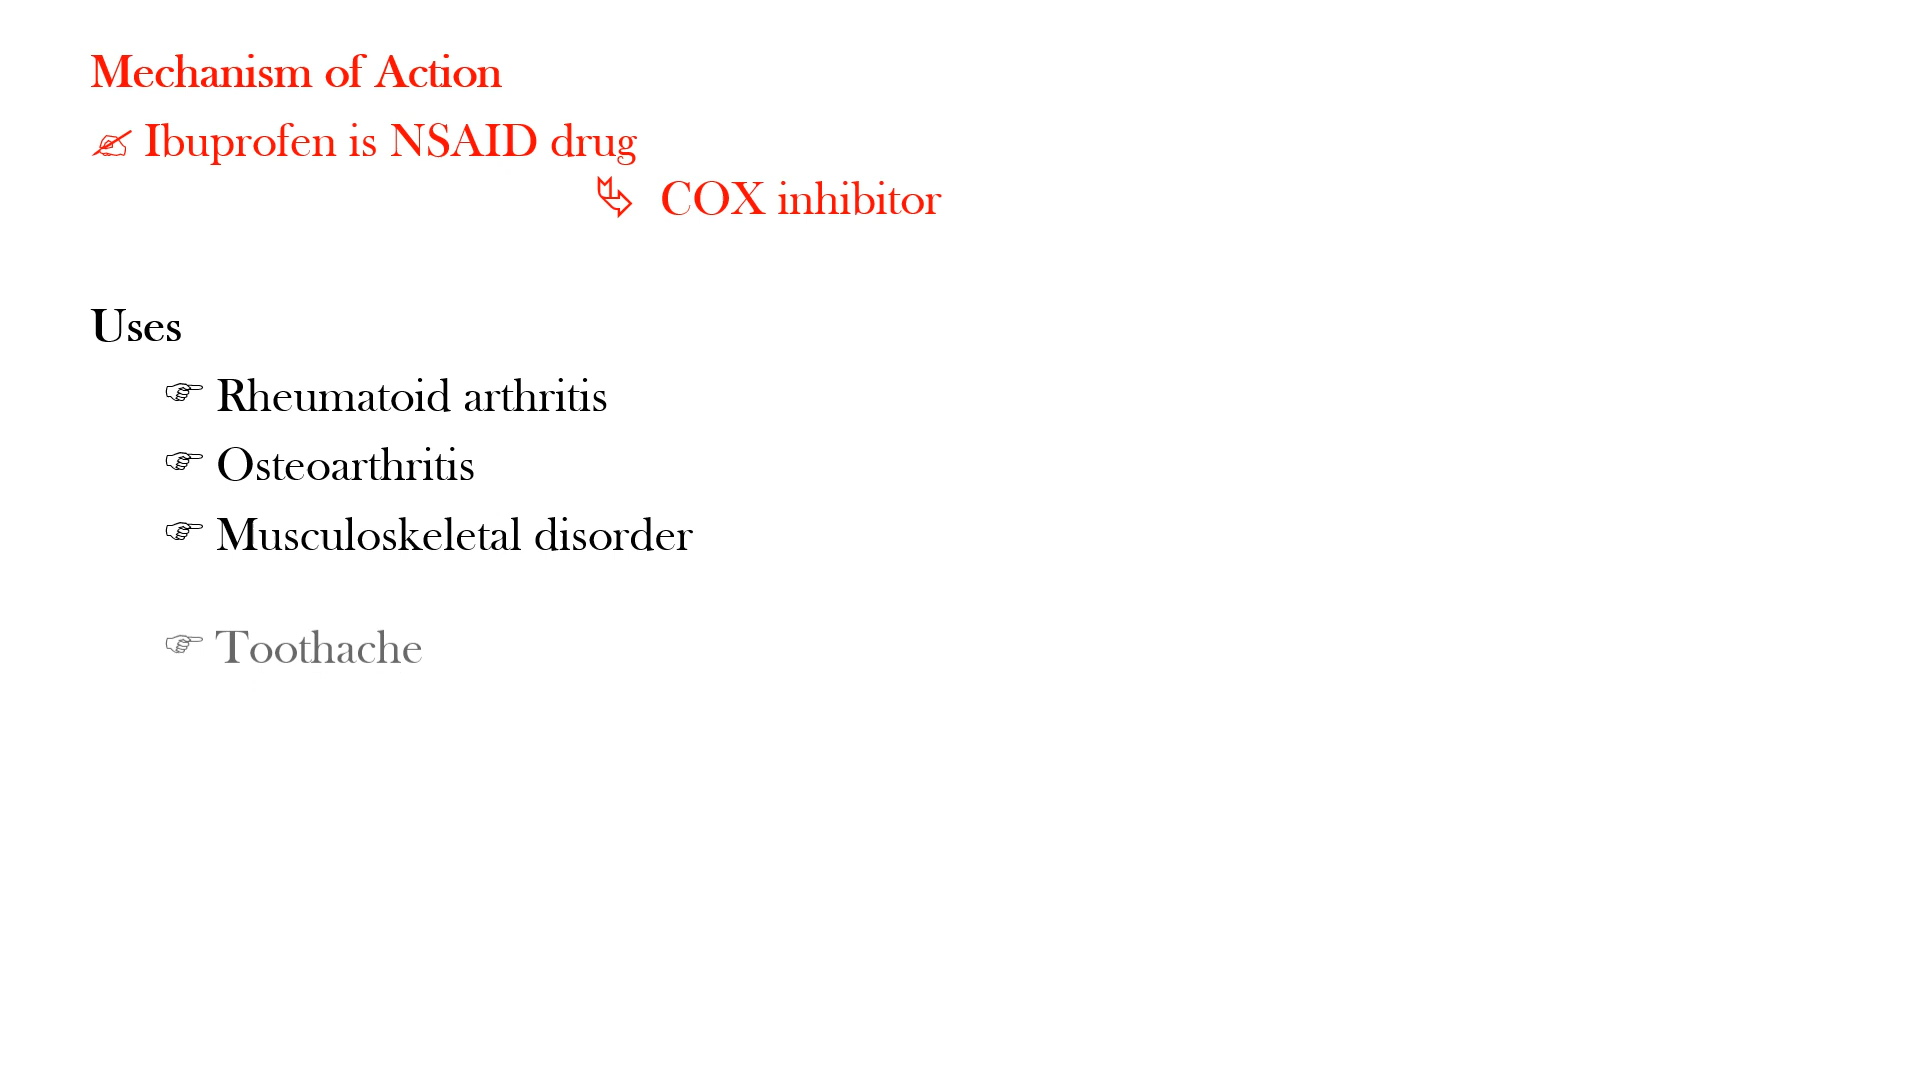 Mechanism of Action
✍ Ibuprofen is NSAID drug
⮱ COX inhibitor
Uses
☞ Rheumatoid arthritis
☞ Osteoarthritis
☞ Musculoskeletal disorder
☞ Toothache